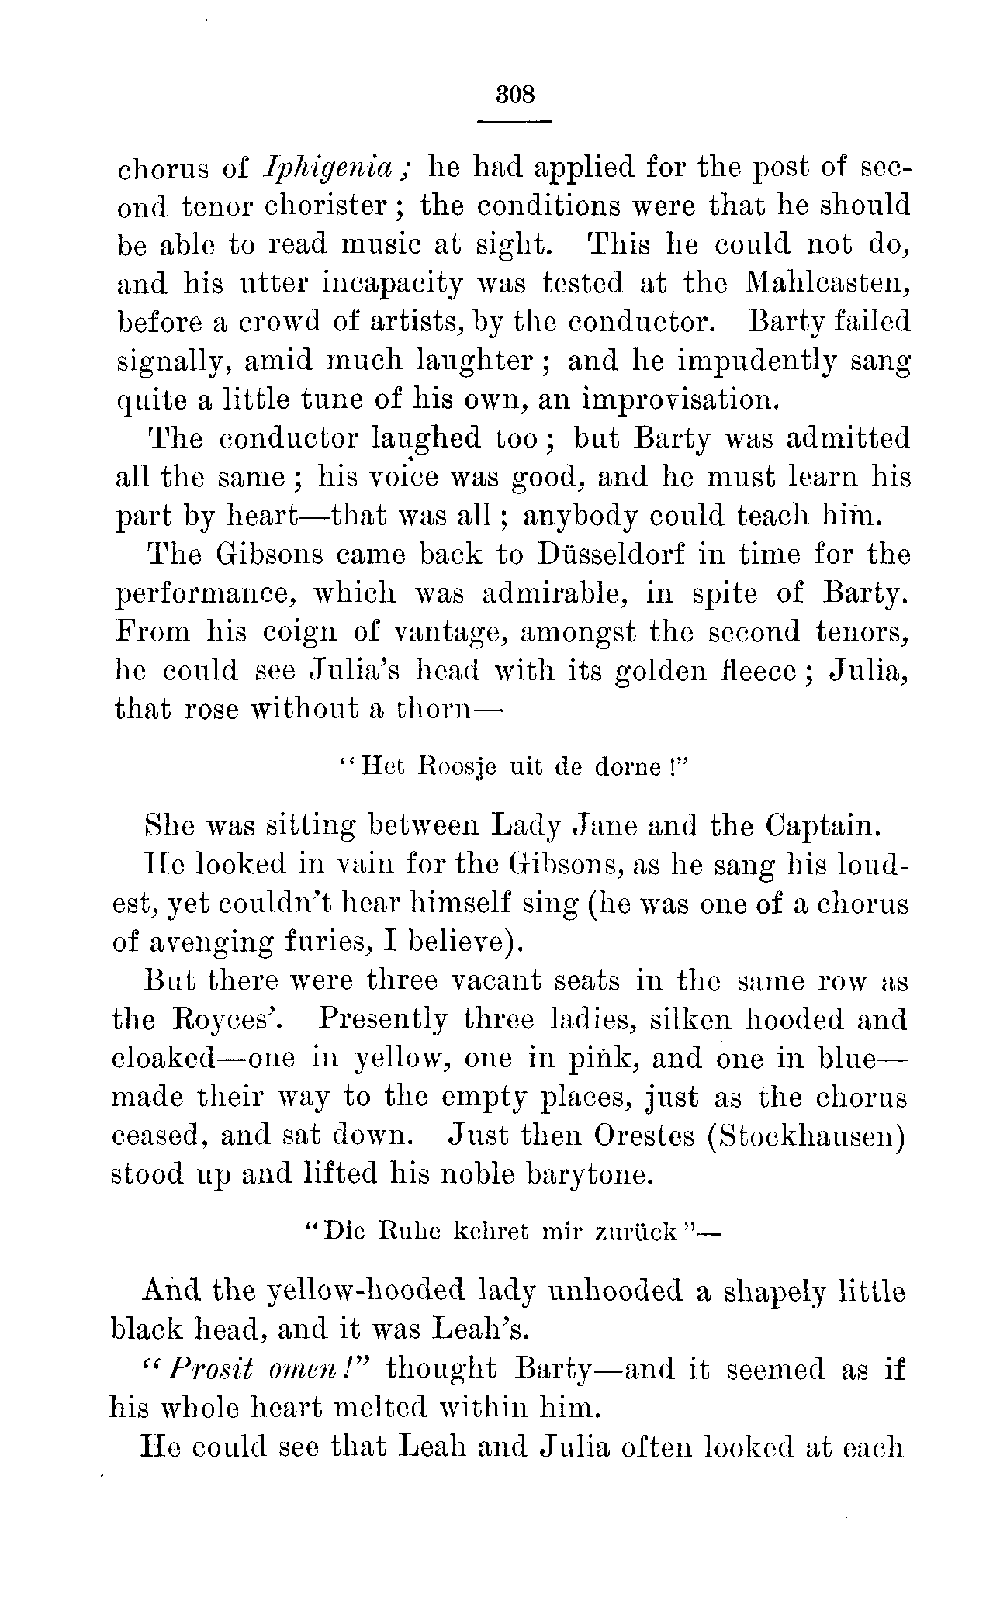 308
chorus of Iphigenia ; he had applied for the post of sec-
ond tenor chorister ; the conditions were that he should
be able to read music at sight. This he could not do,
and his utter incapacity was tested at the Mahlcasten,
before a crowd of artists, by the conductor. Barty failed
signally, amid much laughter ; and he impudently sang
quite a little tune of his own, an improvisation.
The conductor laughed too ; but Barty was admitted
all the same ; his voice was good, and he must learn his
part by heart—that was all ; anybody could teach him.
The Gibsons came back to Düsseldorf in time for the
performance, which was admirable, in spite of Barty.
From his coign of vantage, amongst the second tenors,
he could see Julia's head with its golden fleece ; Julia,
that rose without a thorn—
"Het Roosje uit de dorne !"
She was sitting between Lady Jane and the Captain.
He looked in vain for the Gibsons, as he sang his loud-
est, yet couldn't hear himself sing (he was one of a chorus
of avenging furies, I believe).
But there were three vacant seats in the same row as
the Royces'. Presently three ladies, silken hooded and
cloaked—one in yellow, one in pink, and one in blue—
made their way to the empty places, just as the chorus
ceased, and sat down. Just then Orestes (Stockhausen)
stood up and lifted his noble barytone.
"Die Ruhe kehret mir zurück"—
And the yellow-hooded lady unhooded a shapely little
black head, and it was Leah's.
"Prosit omen!" thought Barty—and it seemed as if
his whole heart melted within him.
He could see that Leah and Julia often looked at each